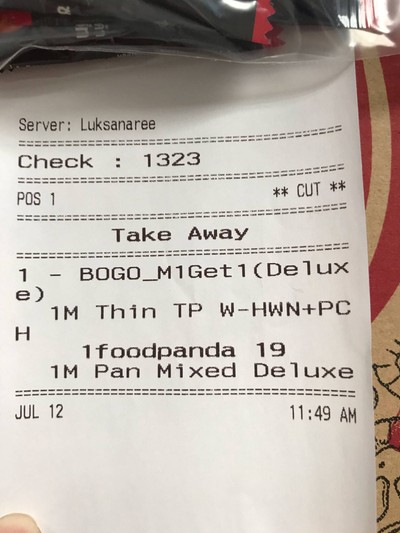 Server: Luksanaree
================================
Check : 1323
================================
POS 1 ** CUT **
================================
Take Away
================================
1 - BOGO_M1Get1(Delux
e)
1M Thin TP W-HWN+PC
H
1foodpanda 19
1M Pan Mixed Deluxe
================================
JUL 12 11:49 AM